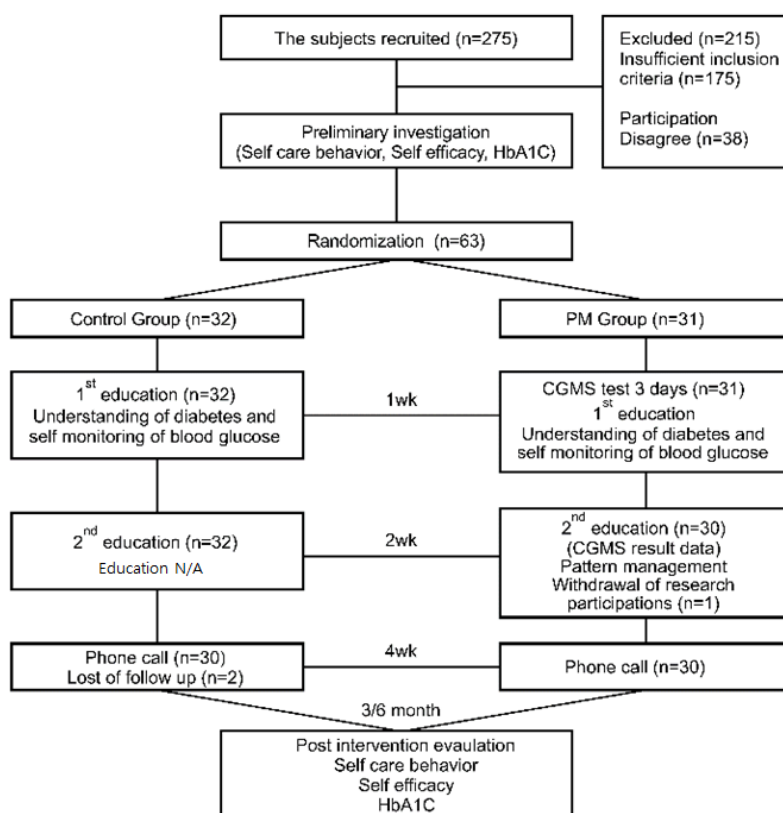 The subjects recruited (n=275)
Excluded (n=215)
Insufficient inclusion
criteria (n=175)
Participation
Disagree (n=38)
Preliminary investigation
(Self care behavior, Self efficacy, HbA1C)
Randomization (n=63)
Control Group (n=32)
PM Group (n=31)
1st education (n=32)
Understanding of diabetes and
self monitoring of blood glucose
1wk
CGMS test 3 days (n=31)
1st education
Understanding of diabetes and
self monitoring of blood glucose
2nd education (n=32)
Education N/A
2wk
2nd education (n=30)
(CGMS result data)
Pattern management
Withdrawal of research
participations (n=1)
Phone call (n=30)
Lost of follow up (n=2)
4wk
Phone call (n=30)
3/6 month
Post intervention evaulation
Self care behavior
Self efficacy
HbA1C